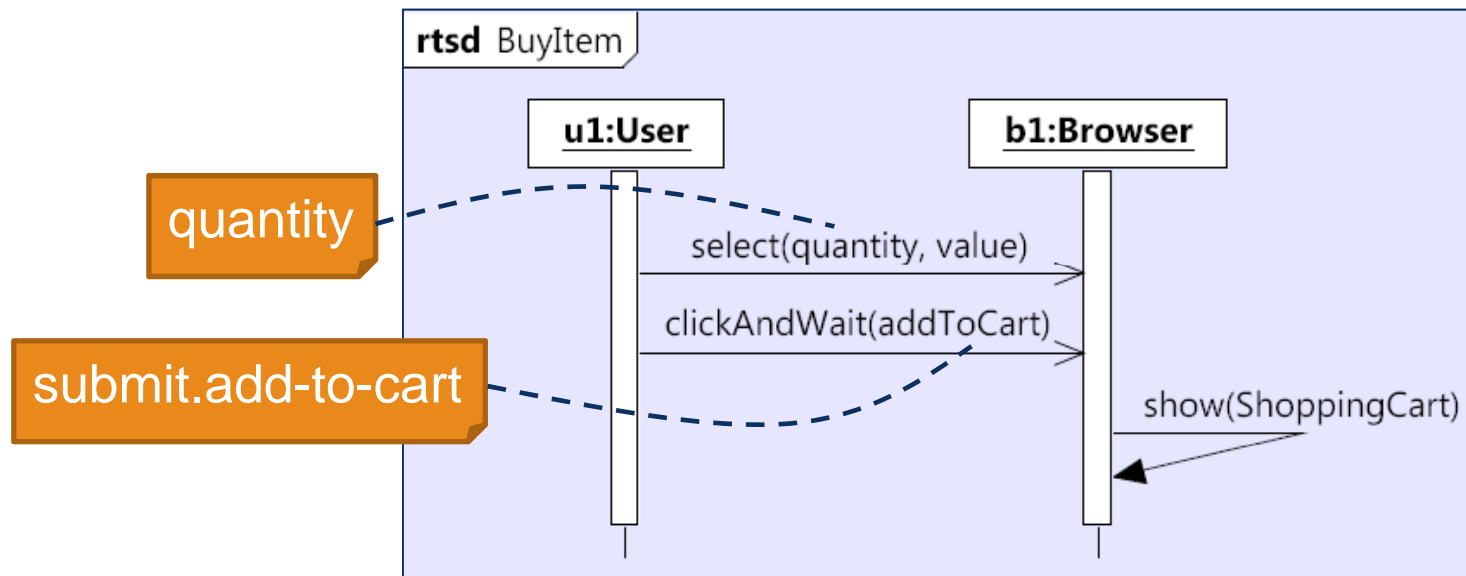 rtsd BuyItem
u1:User
b1:Browser
quantity
select(quantity, value)
clickAndWait(addToCart)
submit.add-to-cart
show(ShoppingCart)